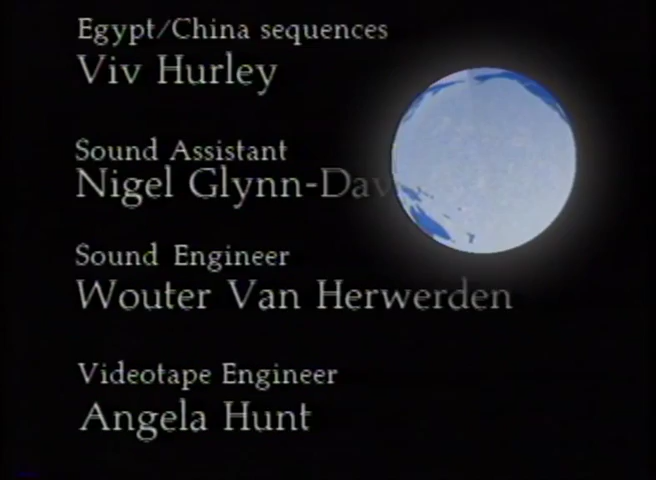 Egypt/China sequences
Viv Hurley
Sound Assistant
Nigel Glynn-Dav
Sound Engineer
Wouter Van Herwerden
Videotape Engineer
Angela Hunt